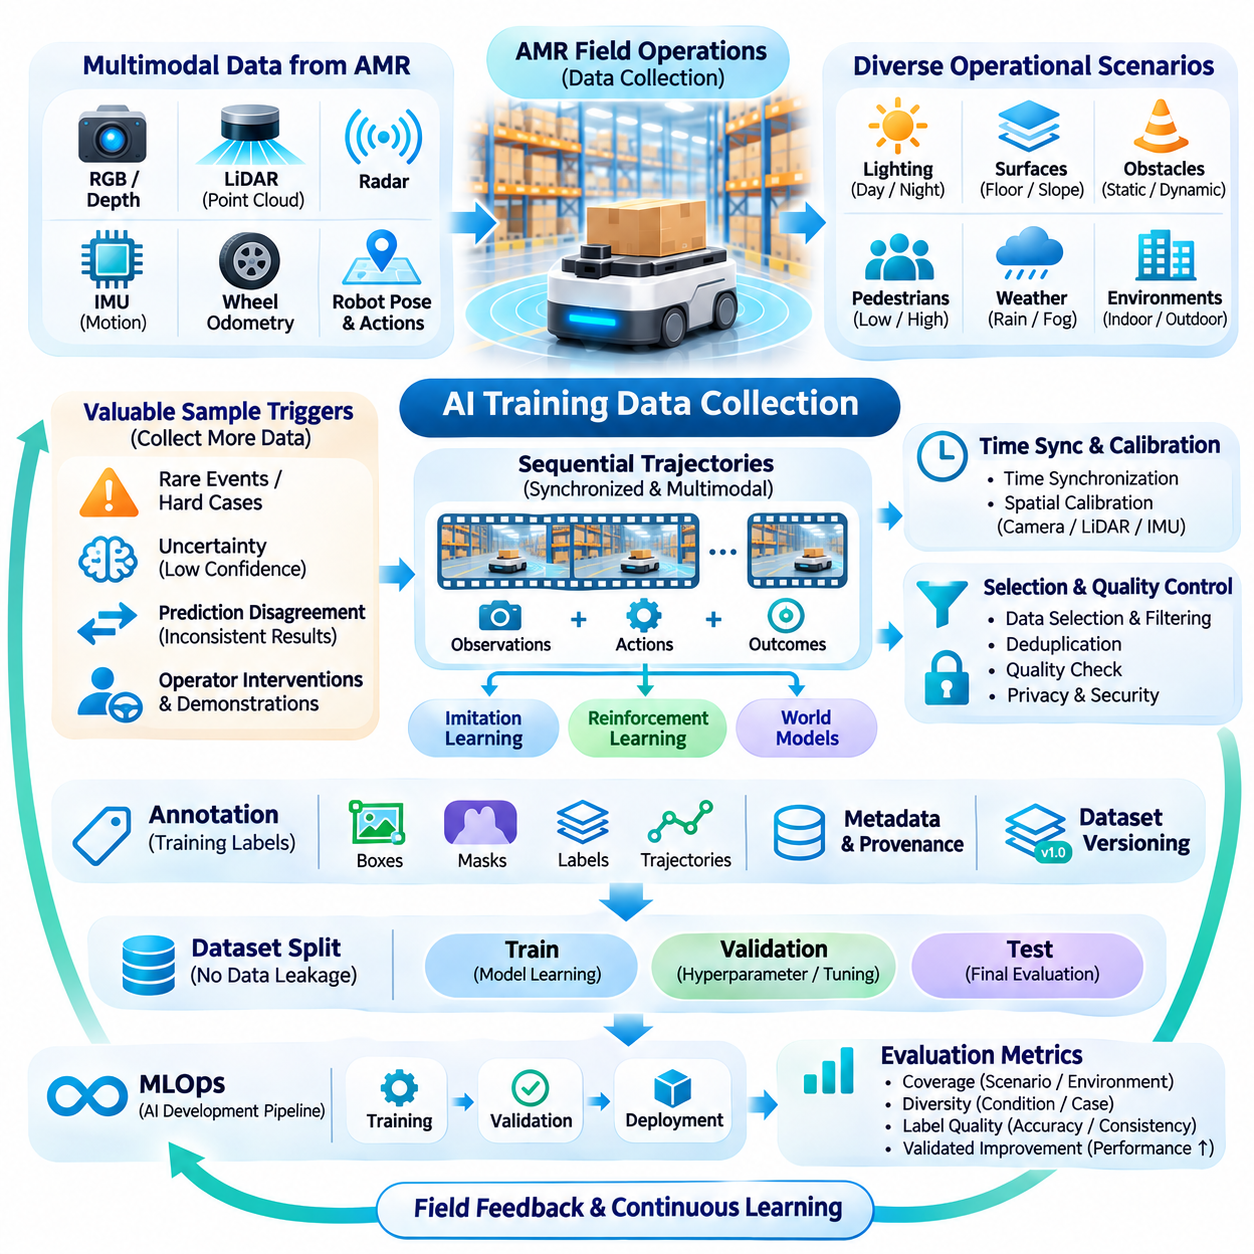 Multimodal Data from AMR
RGB /
Depth
LiDAR
(Point Cloud)
Radar
IMU
(Motion)
Wheel
Odometry
Robot Pose
& Actions
AMR Field Operations
(Data Collection)
Diverse Operational Scenarios
Lighting
(Day / Night)
Surfaces
(Floor / Slope)
Obstacles
(Static / Dynamic)
Pedestrians
(Low / High)
Weather
(Rain / Fog)
Environments
(Indoor / Outdoor)
AI Training Data Collection
Valuable Sample Triggers
(Collect More Data)
Rare Events /
Hard Cases
Uncertainty
(Low Confidence)
Prediction Disagreement
(Inconsistent Results)
Operator Interventions
& Demonstrations
Sequential Trajectories
(Synchronized & Multimodal)
...
Observations + Actions + Outcomes
Imitation
Learning
Reinforcement
Learning
World
Models
Time Sync & Calibration
• Time Synchronization
• Spatial Calibration
(Camera / LiDAR / IMU)
Selection & Quality Control
• Data Selection & Filtering
• Deduplication
• Quality Check
• Privacy & Security
Annotation
(Training Labels)
Boxes
Masks
Labels
Trajectories
Metadata
& Provenance
v1.0
Dataset
Versioning
Dataset Split
(No Data Leakage)
Train
(Model Learning)
Validation
(Hyperparameter / Tuning)
Test
(Final Evaluation)
MLOps
(AI Development Pipeline)
Training
Validation
Deployment
Evaluation Metrics
• Coverage (Scenario / Environment)
• Diversity (Condition / Case)
• Label Quality (Accuracy / Consistency)
• Validated Improvement (Performance ↑)
Field Feedback & Continuous Learning